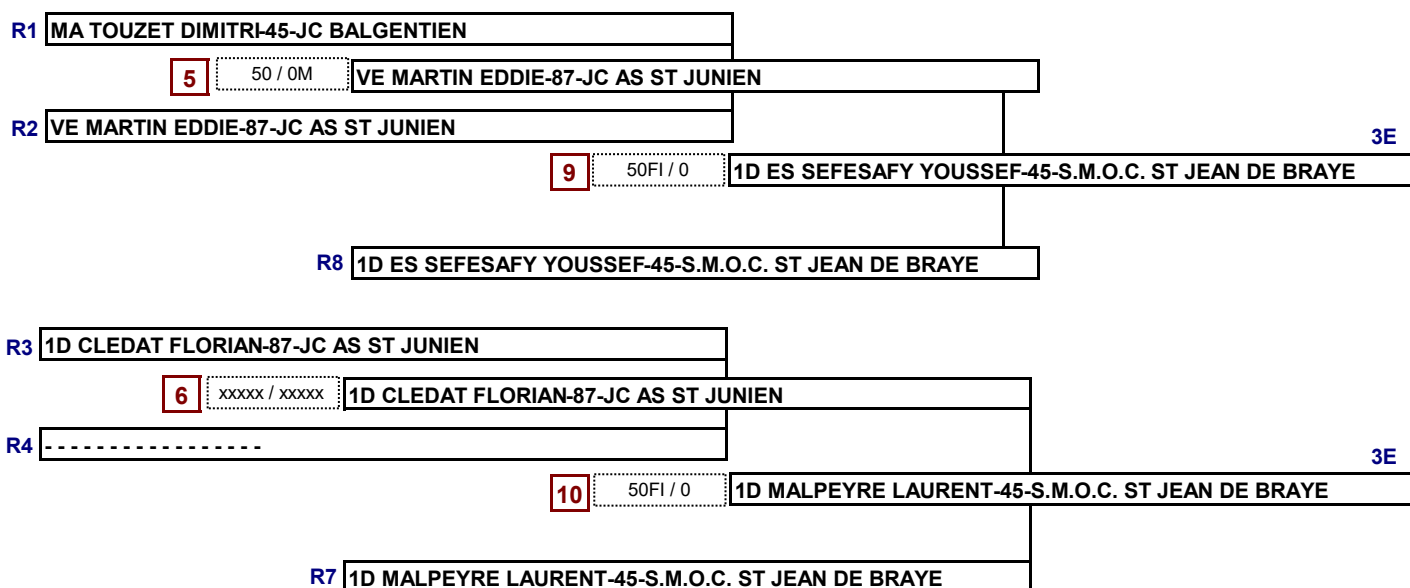 R1 MA TOUZET DIMITRI-45-JC BALGENTIEN
5 50 / 0M VE MARTIN EDDIE-87-JC AS ST JUNIEN
R2 VE MARTIN EDDIE-87-JC AS ST JUNIEN
3E
9 50FI / 0 1D ES SEFESAFY YOUSSEF-45-S.M.O.C. ST JEAN DE BRAYE
R8 1D ES SEFESAFY YOUSSEF-45-S.M.O.C. ST JEAN DE BRAYE
R3 1D CLEDAT FLORIAN-87-JC AS ST JUNIEN
6 xxxxx / xxxxx 1D CLEDAT FLORIAN-87-JC AS ST JUNIEN
R4 - - - - - - - - - - - - - - - - -
3E
10 50FI / 0 1D MALPEYRE LAURENT-45-S.M.O.C. ST JEAN DE BRAYE
R7 1D MALPEYRE LAURENT-45-S.M.O.C. ST JEAN DE BRAYE